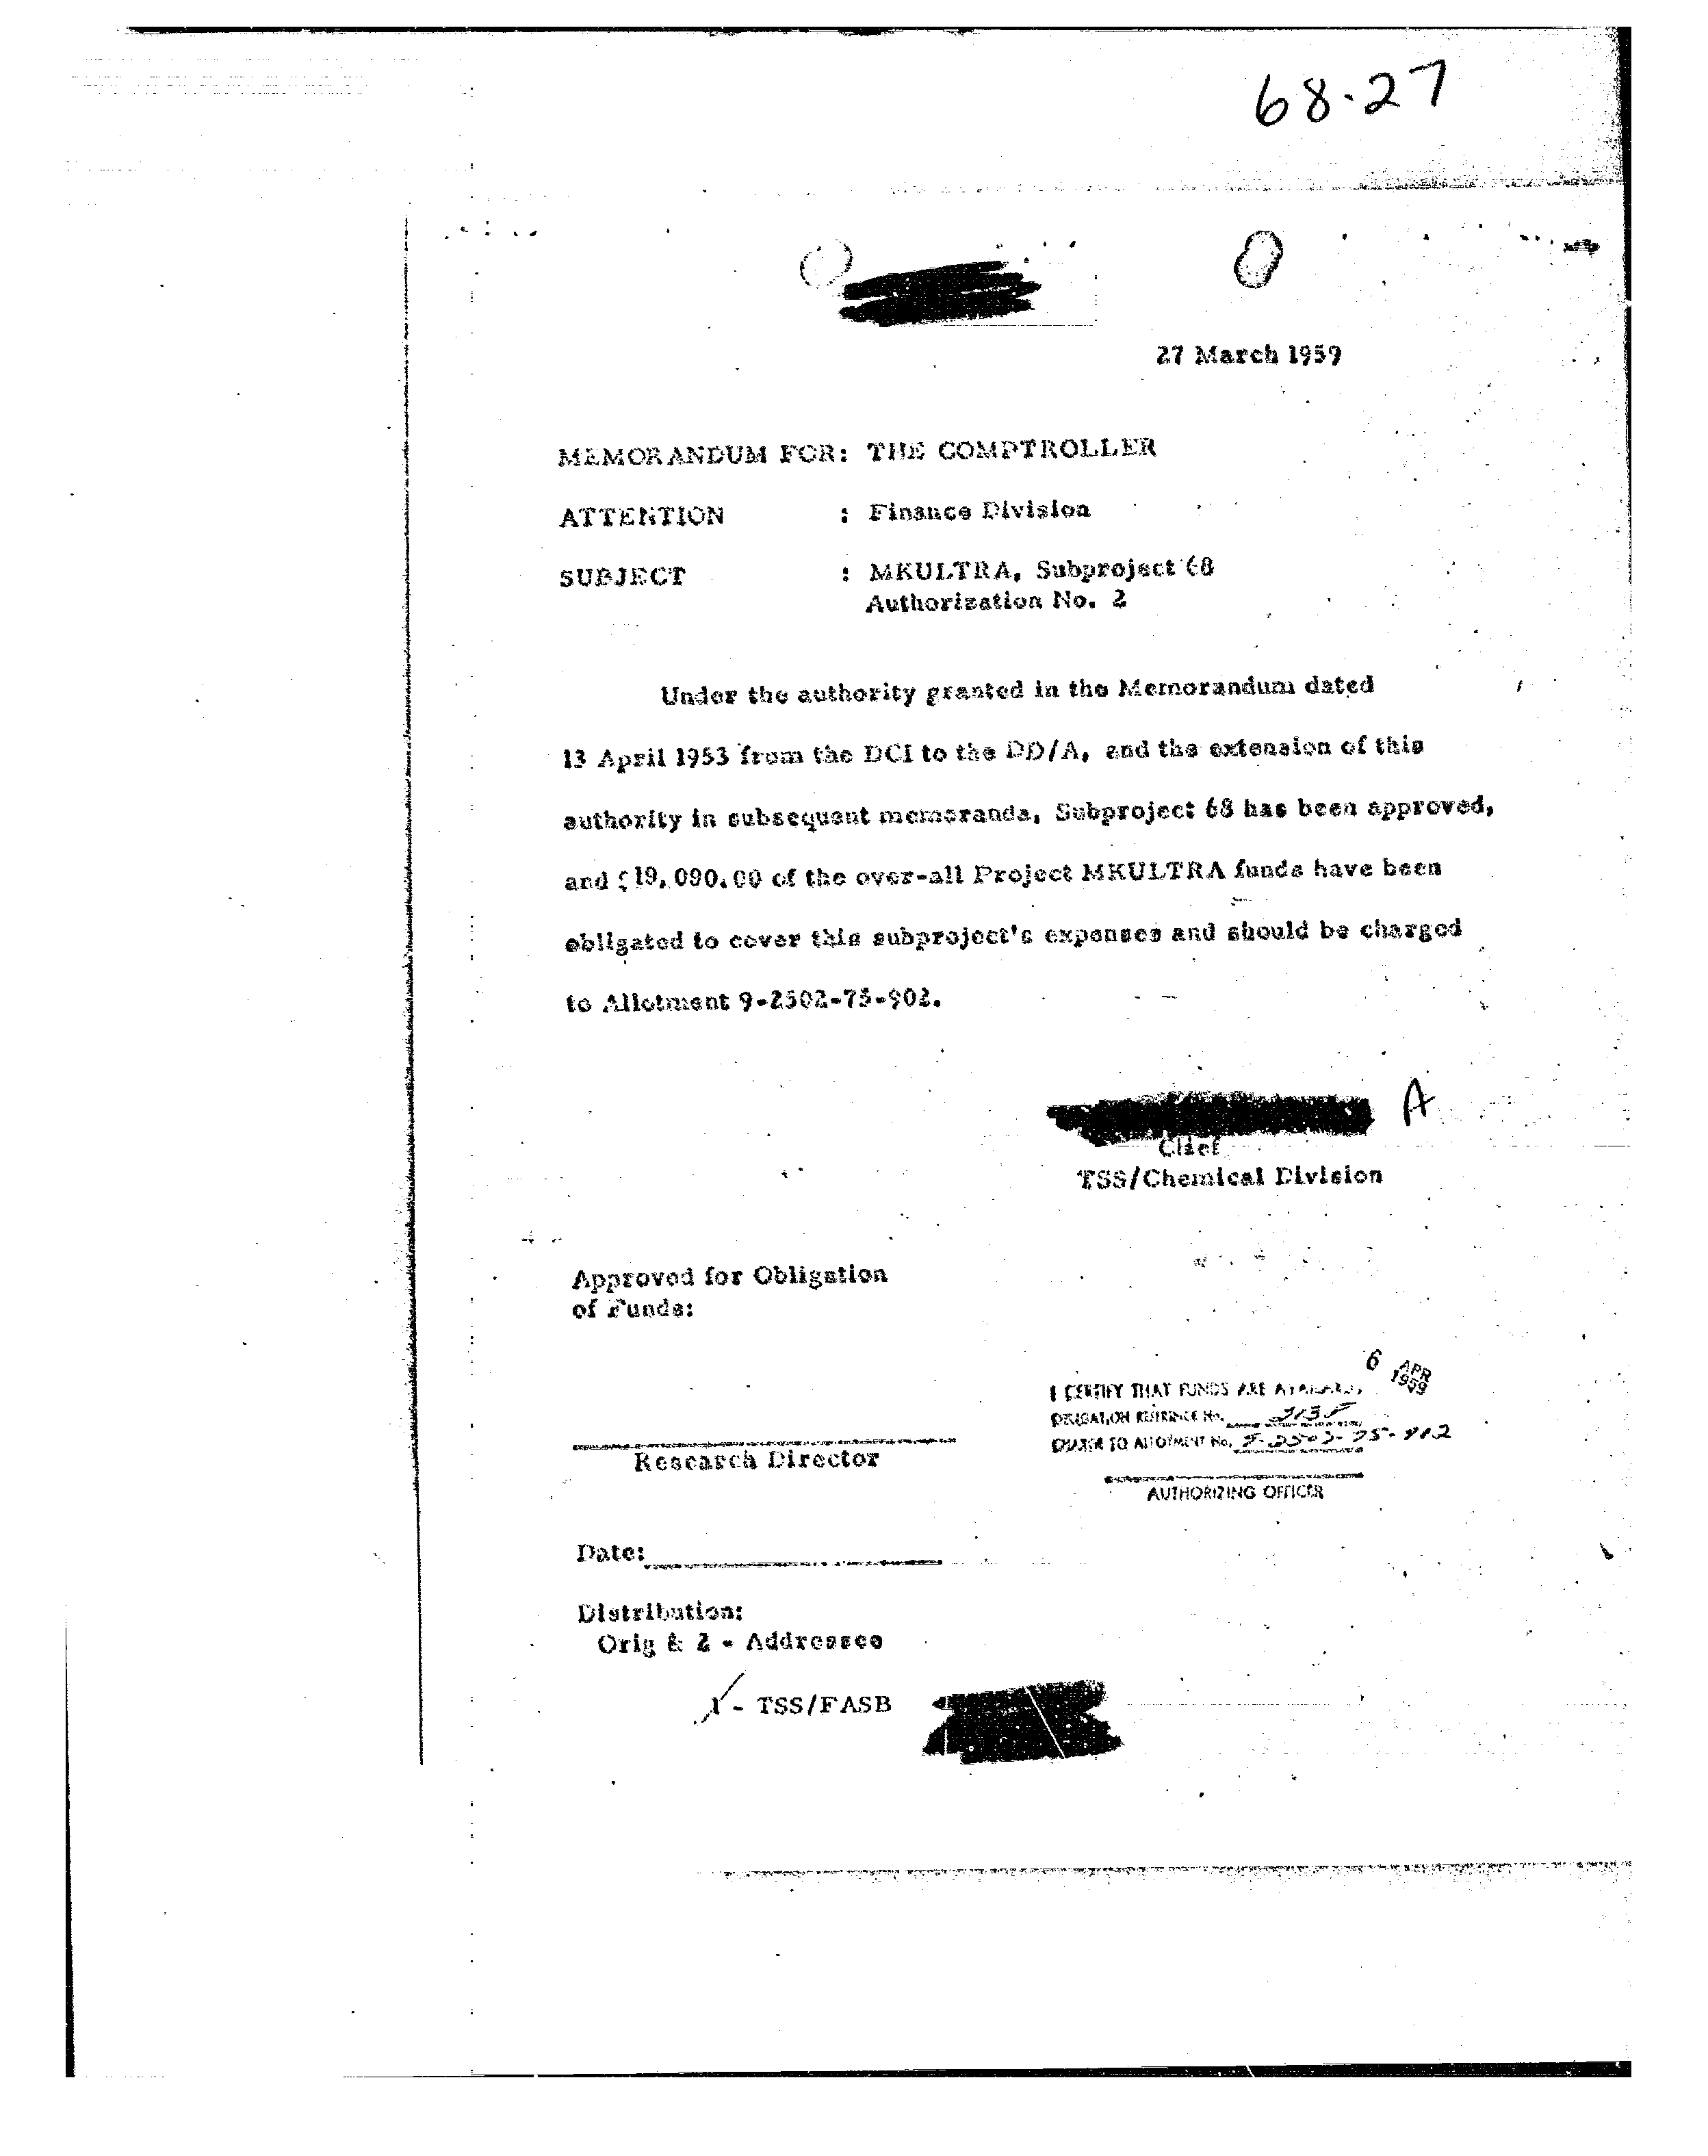 68-27
27 March 1959
MEMORANDUM FOR: THE COMPTROLLER
ATTENTION : Finance Division
SUBJECT : MKULTRA, Subproject 68
Authorization No. 2
Under the authority granted in the Memorandum dated
13 April 1953 from the DCI to the DD/A, and the extension of this
authority in subsequent memoranda, Subproject 68 has been approved,
and $19,090.00 of the over-all Project MKULTRA funds have been
obligated to cover this subproject's expenses and should be charged
to Allotment 9-2502-75-902.
A
Chief
TSS/Chemical Division
Approved for Obligation
of Funds:
6 APR 1959
I CERTIFY THAT FUNDS ARE AVAILABLE
OBLIGATION REFERENCE No.
CHARGE TO ALLOTMENT No.
Research Director
AUTHORIZING OFFICER
Date:
Distribution:
Orig & 2 - Addressee
1 - TSS/FASB